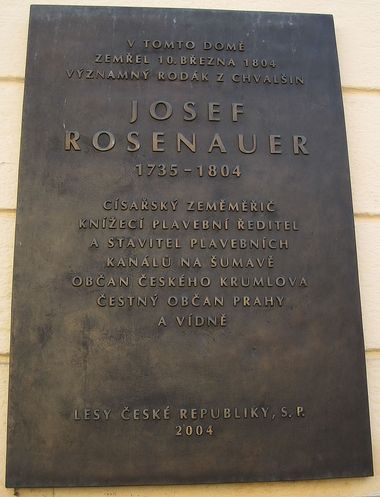 V TOMTO DOMĚ
ZEMŘEL 10. BŘEZNA 1804
VÝZNAMNÝ RODÁK Z CHVALŠIN
JOSEF
ROSENAUER
1735 - 1804
CÍSAŘSKÝ ZEMĚMĚŘIČ
KNÍŽECÍ PLAVEBNÍ ŘEDITEL
A STAVITEL PLAVEBNÍCH
KANÁLŮ NA ŠUMAVĚ
OBČAN ČESKÉHO KRUMLOVA
ČESTNÝ OBČAN PRAHY
A VÍDNĚ
LESY ČESKÉ REPUBLIKY, S. P.
2004